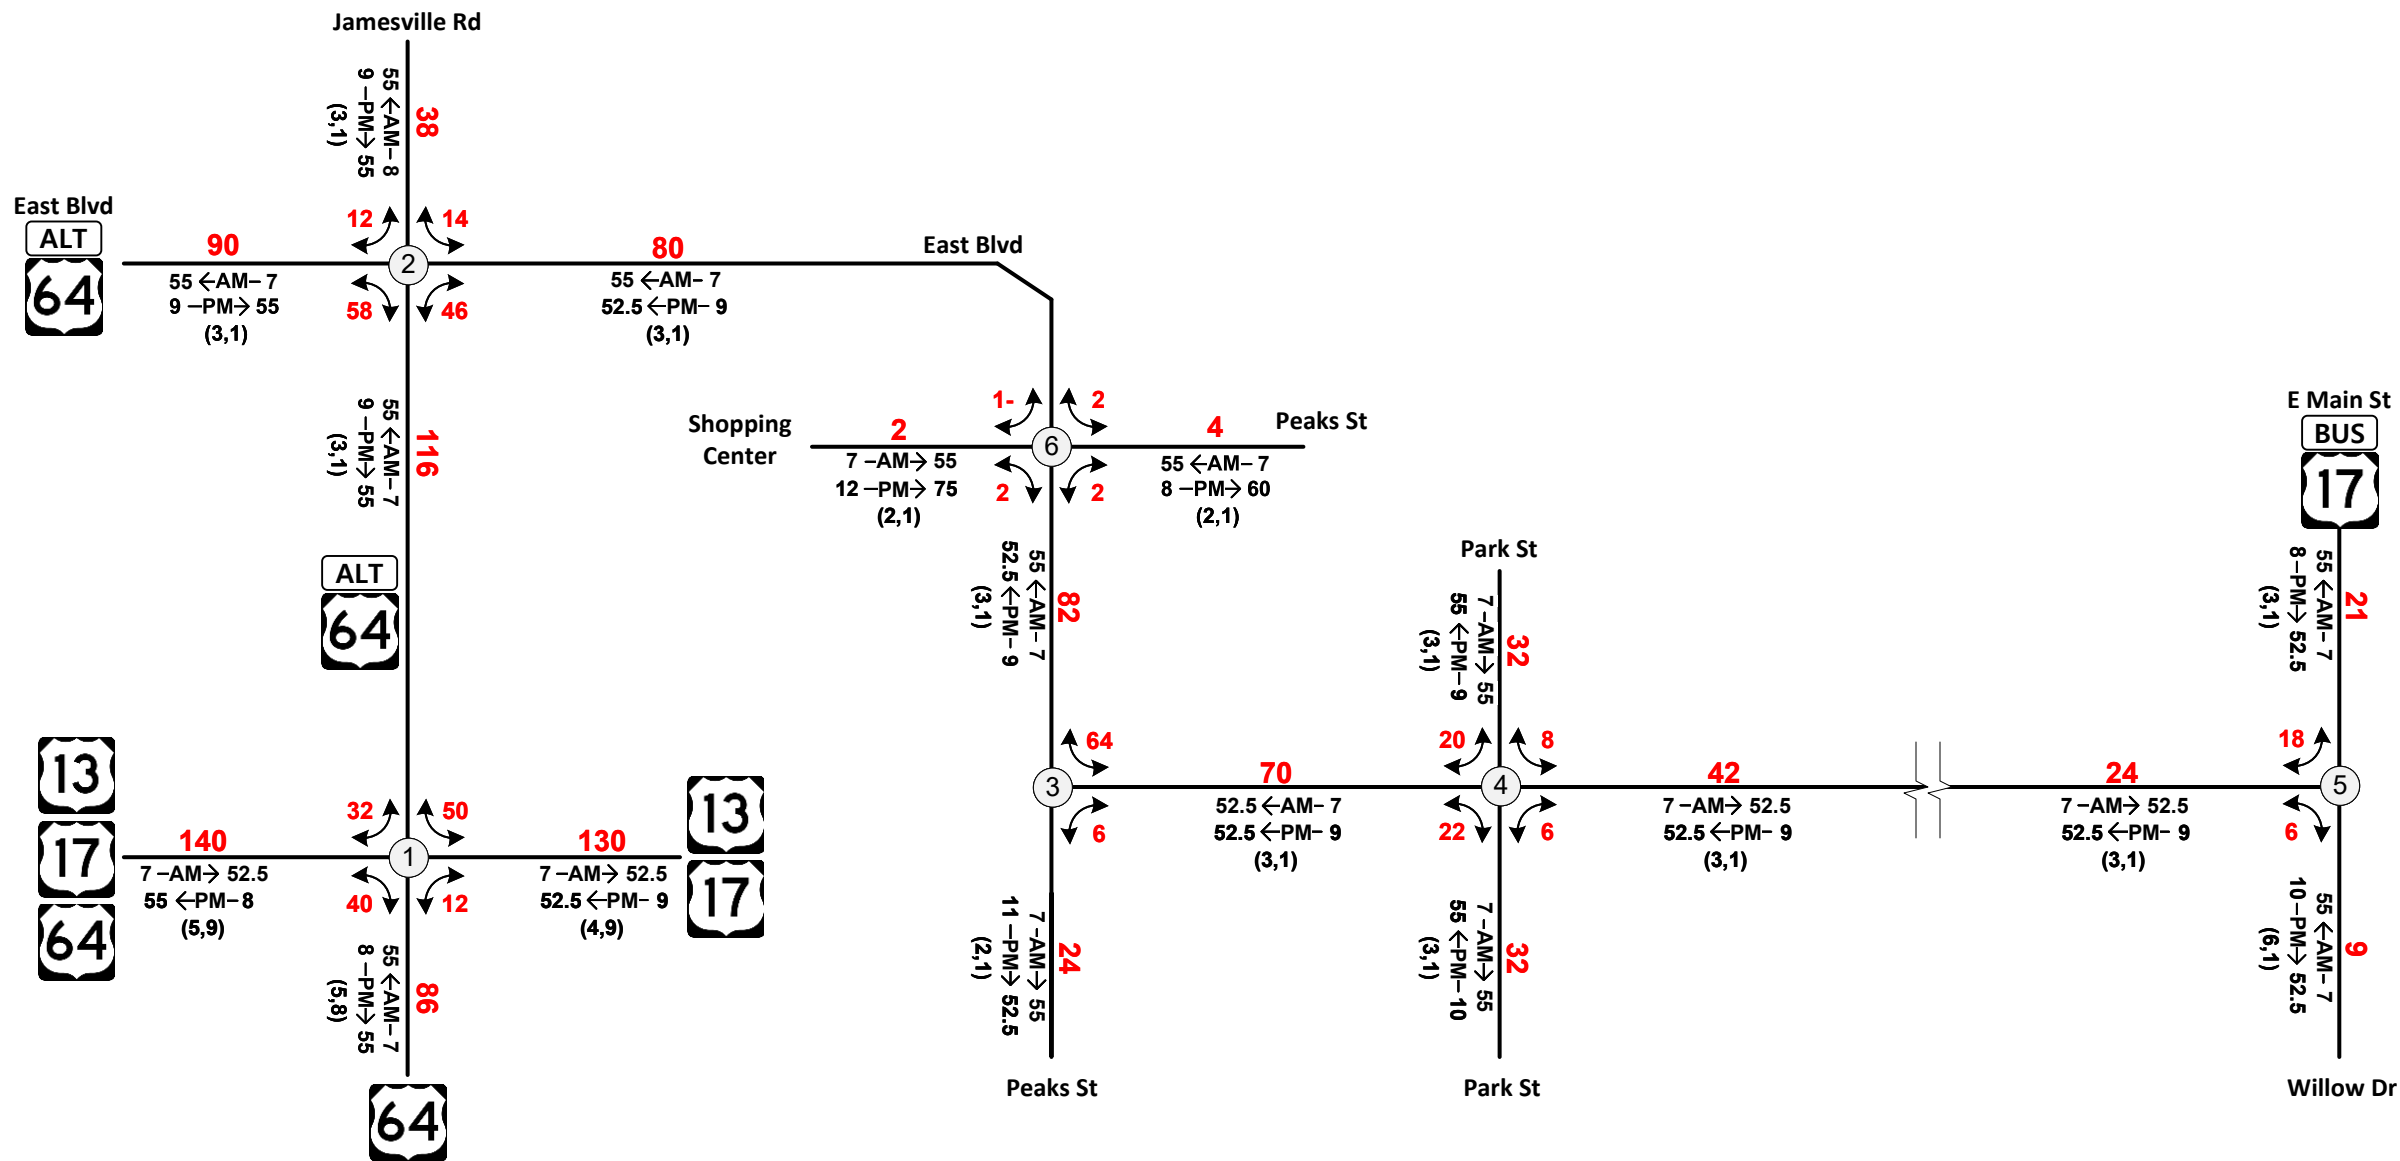 Jamesville Rd
38
55 ←AM– 8
9 –PM→ 55
(3,1)
East Blvd
ALT
64
90
55 ←AM– 7
9 –PM→ 55
(3,1)
12
14
2
58
46
80
55 ←AM– 7
52.5 ←PM– 9
(3,1)
East Blvd
116
55 ←AM– 7
9 –PM→ 55
(3,1)
ALT
64
Shopping
Center
2
7 –AM→ 55
12 –PM→ 75
(2,1)
1-
2
6
2
2
4
55 ←AM– 7
8 –PM→ 60
(2,1)
Peaks St
82
55 ←AM– 7
52.5 ←PM– 9
(3,1)
E Main St
BUS
17
21
55 ←AM– 7
8 –PM→ 52.5
(3,1)
Park St
32
7 –AM→ 55
55 ←PM– 9
(3,1)
13
17
64
140
7 –AM→ 52.5
55 ←PM– 8
(5,9)
32
50
1
40
12
130
7 –AM→ 52.5
52.5 ←PM– 9
(4,9)
13
17
86
55 ←AM– 7
8 –PM→ 55
(5,8)
64
64
3
6
70
52.5 ←AM– 7
52.5 ←PM– 9
(3,1)
24
7 –AM→ 55
11 –PM→ 52.5
(2,1)
Peaks St
20
8
4
22
6
42
7 –AM→ 52.5
52.5 ←PM– 9
(3,1)
32
7 –AM→ 55
55 ←PM– 10
(3,1)
Park St
24
7 –AM→ 52.5
52.5 ←PM– 9
(3,1)
18
5
6
9
55 ←AM– 7
10 –PM→ 52.5
(6,1)
Willow Dr